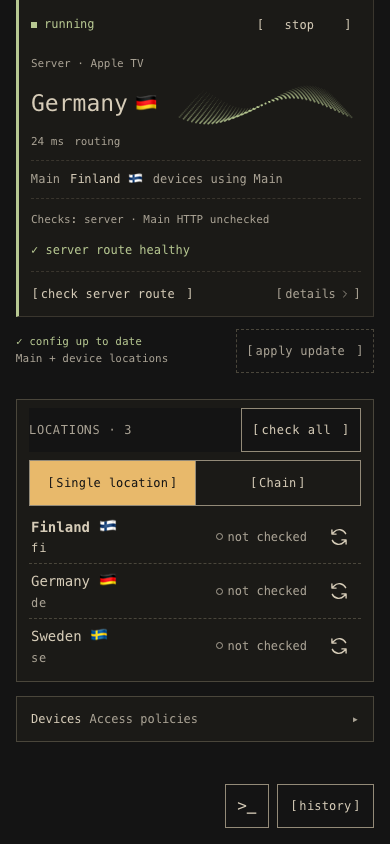 running [ stop ]
Server · Apple TV
Germany 🇩🇪
24 ms routing
Main Finland 🇫🇮 devices using Main
Checks: server · Main HTTP unchecked
✓ server route healthy
[check server route ] [details > ]
✓ config up to date
Main + device locations
[apply update ]
LOCATIONS · 3 [check all ]
[Single location] [Chain]
Finland 🇫🇮
fi
not checked
Germany 🇩🇪
de
not checked
Sweden 🇸🇪
se
not checked
Devices Access policies ▸
>_ [history]